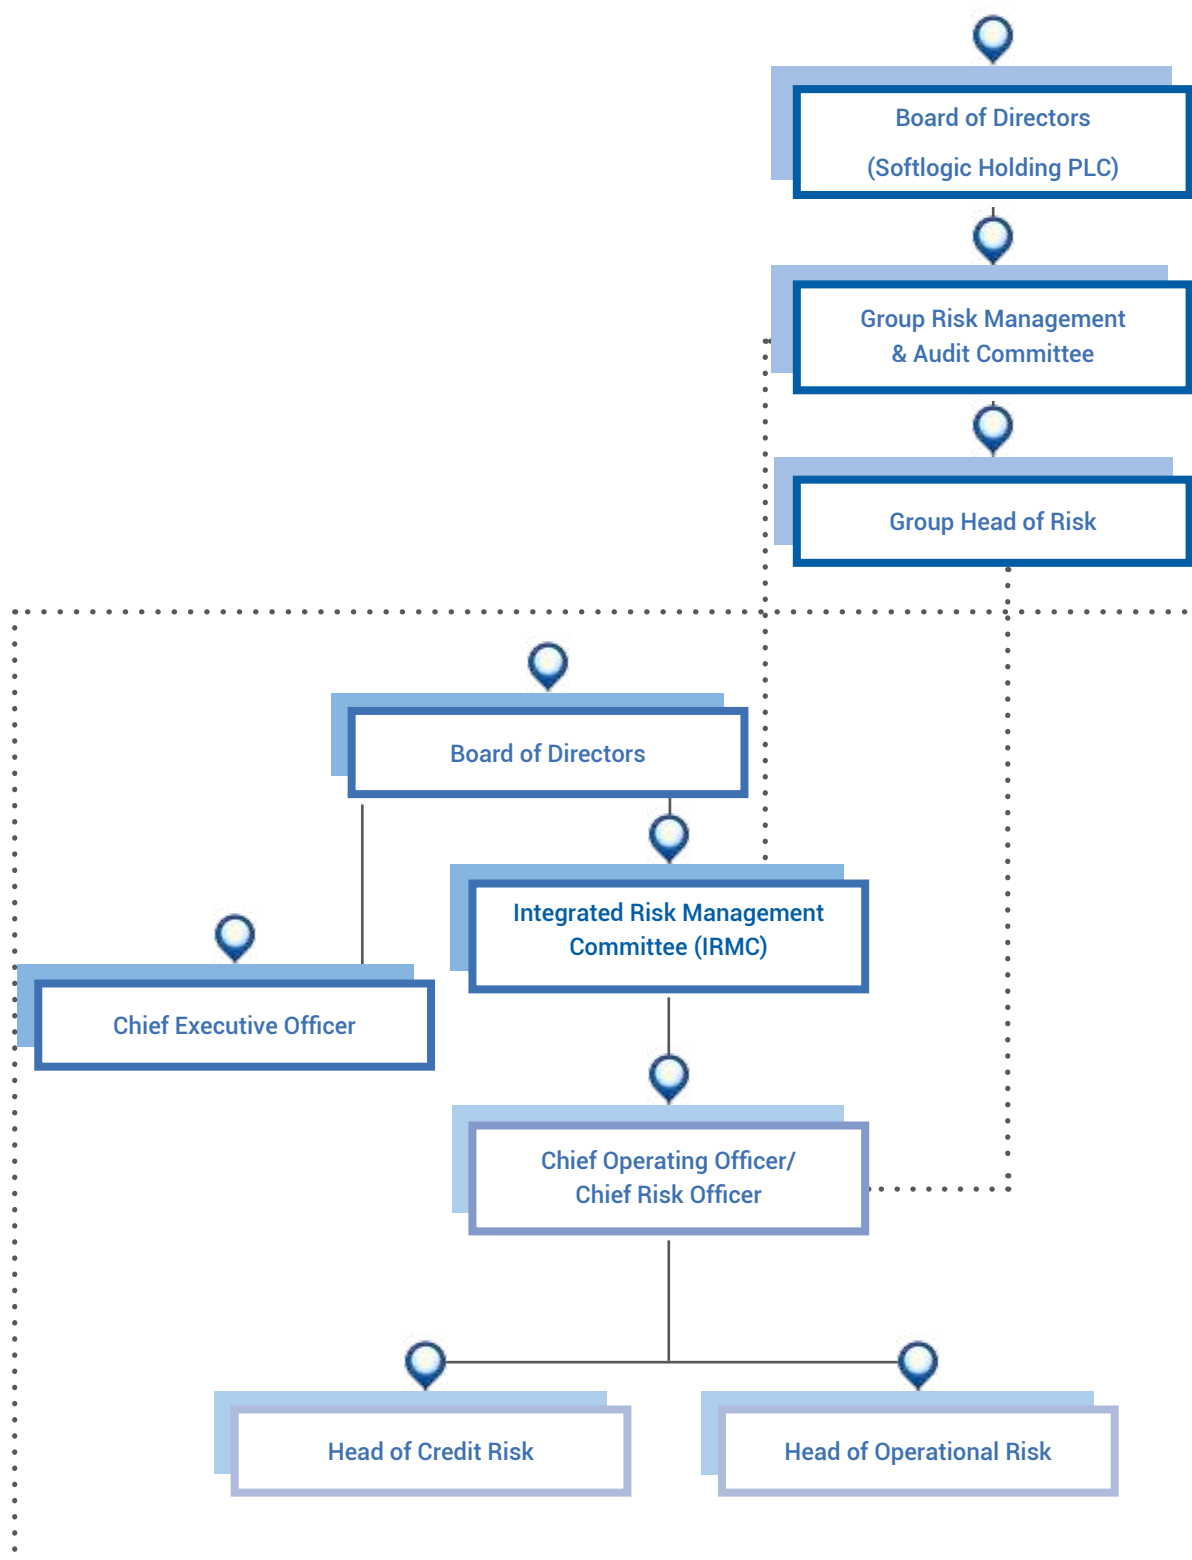 Board of Directors
(Softlogic Holding PLC)
Group Risk Management
& Audit Committee
Group Head of Risk
Board of Directors
Integrated Risk Management
Committee (IRMC)
Chief Executive Officer
Chief Operating Officer/
Chief Risk Officer
Head of Credit Risk
Head of Operational Risk